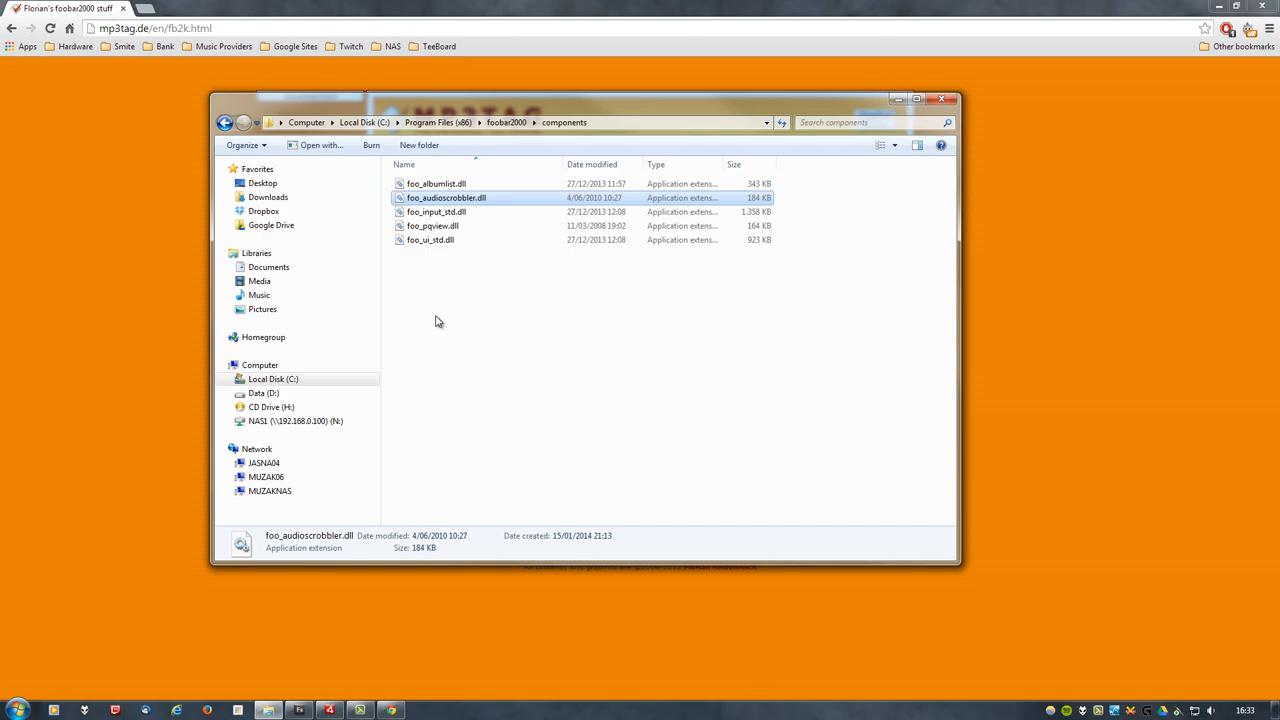 Florian's foobar2000 stuff
mp3tag.de/en/fb2k.html
Apps Hardware Smite Bank Music Providers Google Sites Twitch NAS TeeBoard Other bookmarks
MP3TAG
Computer Local Disk (C:) Program Files (x86) foobar2000 components Search components
Organize Open with... Burn New folder
Name Date modified Type Size
Favorites
Desktop
Downloads
Dropbox
Google Drive
Libraries
Documents
Media
Music
Pictures
Homegroup
Computer
Local Disk (C:)
Data (D:)
CD Drive (H:)
NAS1 (\\192.168.0.100) (N:)
Network
JASNA04
MUZAK06
MUZAKNAS
foo_albumlist.dll 27/12/2013 11:57 Application extens... 343 KB
foo_audioscrobbler.dll 4/06/2010 10:27 Application extens... 184 KB
foo_input_std.dll 27/12/2013 12:08 Application extens... 1.358 KB
foo_pqview.dll 11/03/2008 19:02 Application extens... 164 KB
foo_ui_std.dll 27/12/2013 12:08 Application extens... 923 KB
foo_audioscrobbler.dll Date modified: 4/06/2010 10:27 Date created: 15/01/2014 21:13
Application extension Size: 184 KB
16:33